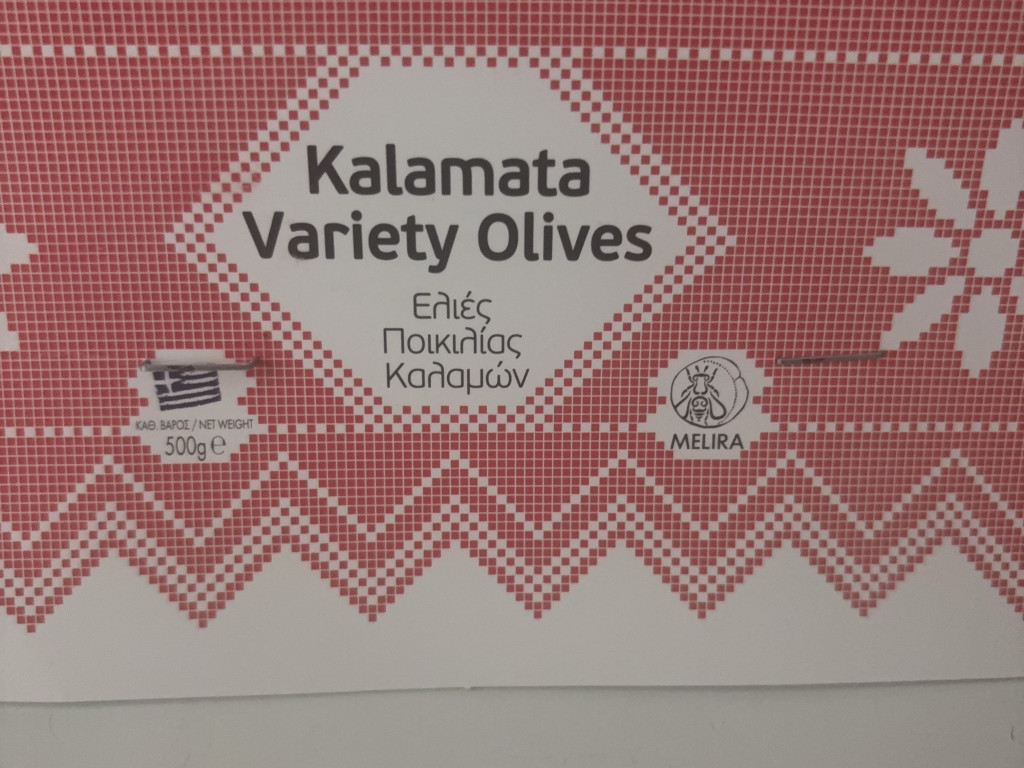 Kalamata
Variety Olives
Ελιές
Ποικιλίας
Καλαμών
ΚΑΘ. ΒΑΡΟΣ / NET WEIGHT
500g ℮
MELIRA